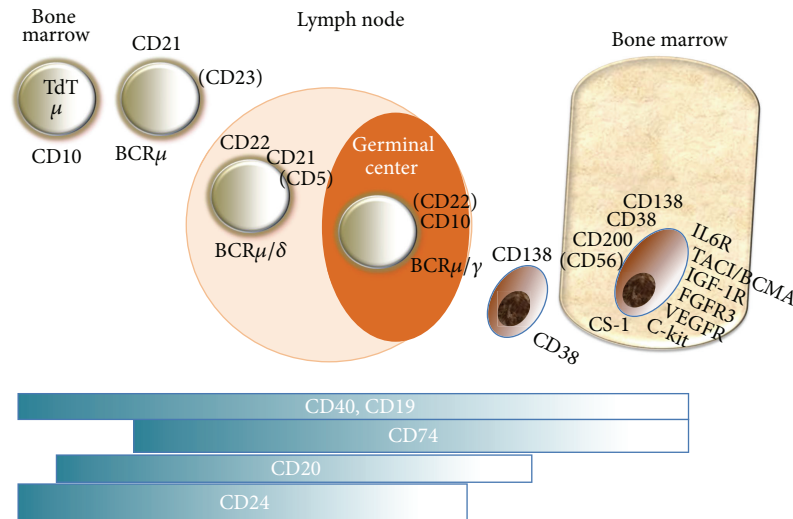 Bone
marrow
Lymph node
Bone marrow
CD21
(CD23)
TdT
μ
CD10
BCRμ
Germinal
center
CD22
CD21
(CD5)
BCRμ/δ
(CD22)
CD10
BCRμ/γ
CD138
CD38
CD138
CD38
CD200
(CD56)
CS-1
IL6R
TACI/BCMA
IGF-1R
FGFR3
VEGFR
C-kit
CD40, CD19
CD74
CD20
CD24